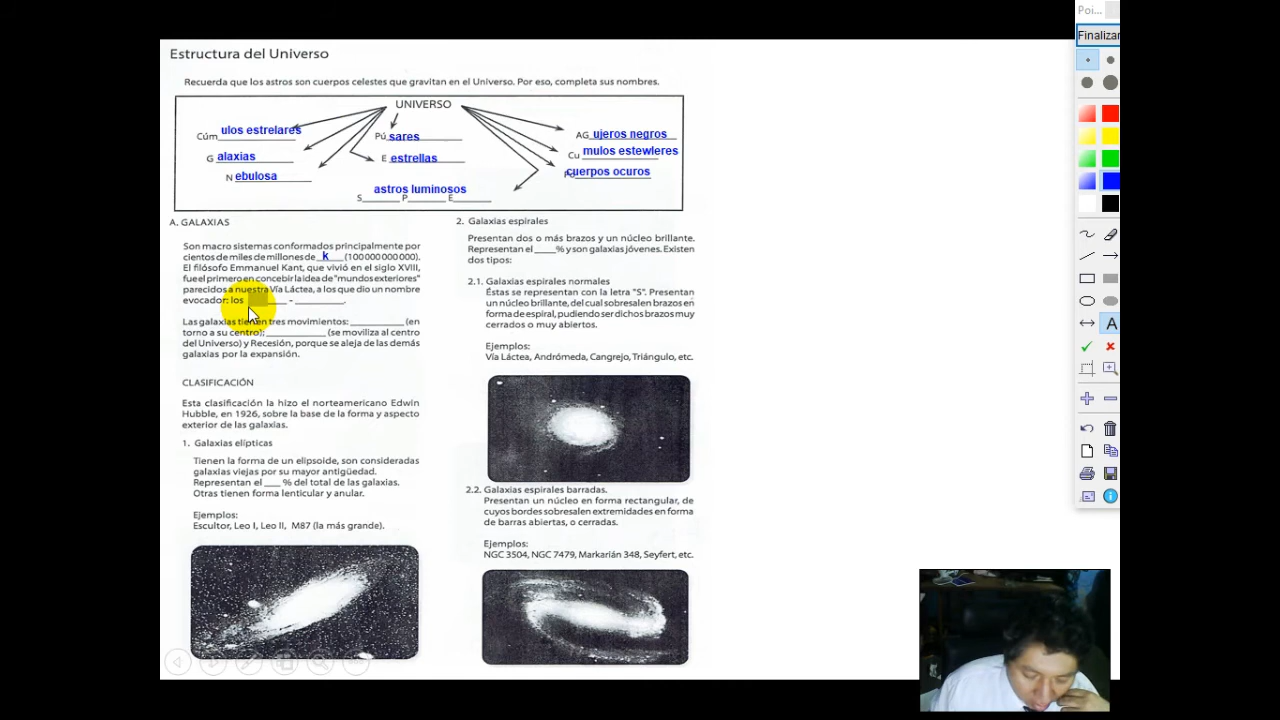 Poi...
Finalizar
Estructura del Universo
Recuerda que los astros son cuerpos celestes que gravitan en el Universo. Por eso, completa sus nombres.
UNIVERSO
Cúm ulos estrelares
Pú sares
AG ujeros negros
G alaxias
E estrellas
Cu mulos estewleres
N ebulosa
cuerpos ocuros
astros luminosos
S______ P______ E______
A. GALAXIAS
Son macro sistemas conformados principalmente por
cientos de miles de millones de k (100 000 000 000).
El filósofo Emmanuel Kant, que vivió en el siglo XVIII,
fue el primero en concebir la idea de "mundos exteriores"
parecidos a nuestra Vía Láctea, a los que dio un nombre
evocador: los ______ - ________.
Las galaxias tienen tres movimientos: _________ (en
torno a su centro); __________ (se moviliza al centro
del Universo) y Recesión, porque se aleja de las demás
galaxias por la expansión.
CLASIFICACIÓN
Esta clasificación la hizo el norteamericano Edwin
Hubble, en 1926, sobre la base de la forma y aspecto
exterior de las galaxias.
1. Galaxias elípticas
Tienen la forma de un elipsoide, son consideradas
galaxias viejas por su mayor antigüedad.
Representan el ___ % del total de las galaxias.
Otras tienen forma lenticular y anular.
Ejemplos:
Escultor, Leo I, Leo II, M87 (la más grande).
2. Galaxias espirales
Presentan dos o más brazos y un núcleo brillante.
Representan el ____% y son galaxias jóvenes. Existen
dos tipos:
2.1. Galaxias espirales normales
Éstas se representan con la letra "S". Presentan
un núcleo brillante, del cual sobresalen brazos en
forma de espiral, pudiendo ser dichos brazos muy
cerrados o muy abiertos.
Ejemplos:
Vía Láctea, Andrómeda, Cangrejo, Triángulo, etc.
2.2. Galaxias espirales barradas.
Presentan un núcleo en forma rectangular, de
cuyos bordes sobresalen extremidades en forma
de barras abiertas, o cerradas.
Ejemplos:
NGC 3504, NGC 7479, Markarián 348, Seyfert, etc.
A